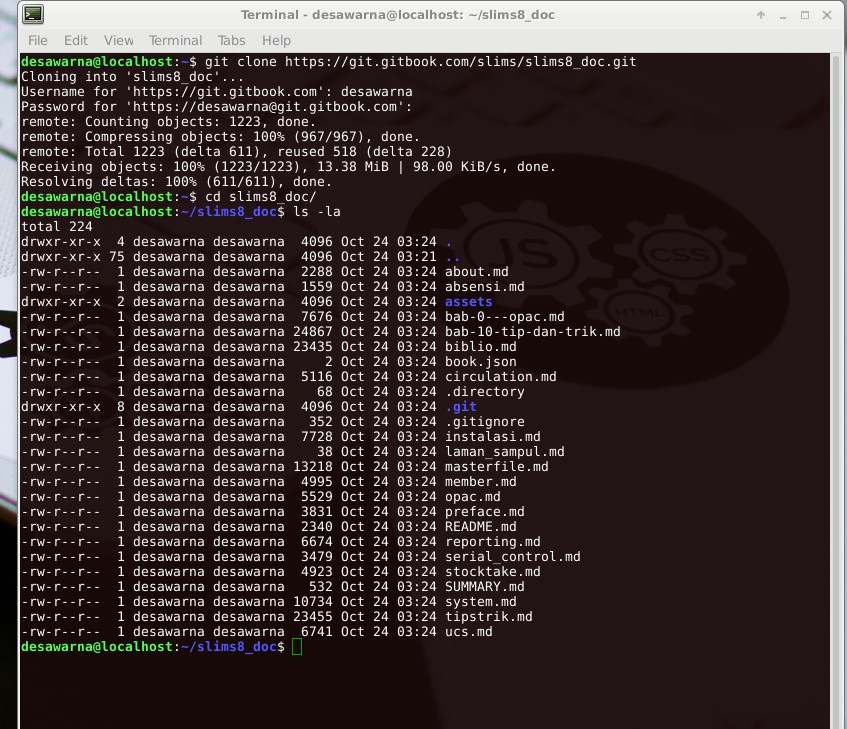 Terminal - desawarna@localhost: ~/slims8_doc
File Edit View Terminal Tabs Help
desawarna@localhost:~$ git clone https://git.gitbook.com/slims/slims8_doc.git
Cloning into 'slims8_doc'...
Username for 'https://git.gitbook.com': desawarna
Password for 'https://desawarna@git.gitbook.com':
remote: Counting objects: 1223, done.
remote: Compressing objects: 100% (967/967), done.
remote: Total 1223 (delta 611), reused 518 (delta 228)
Receiving objects: 100% (1223/1223), 13.38 MiB | 98.00 KiB/s, done.
Resolving deltas: 100% (611/611), done.
desawarna@localhost:~$ cd slims8_doc/
desawarna@localhost:~/slims8_doc$ ls -la
total 224
drwxr-xr-x  4 desawarna desawarna  4096 Oct 24 03:24 .
drwxr-xr-x 75 desawarna desawarna  4096 Oct 24 03:21 ..
-rw-r--r--  1 desawarna desawarna  2288 Oct 24 03:24 about.md
-rw-r--r--  1 desawarna desawarna  1559 Oct 24 03:24 absensi.md
drwxr-xr-x  2 desawarna desawarna  4096 Oct 24 03:24 assets
-rw-r--r--  1 desawarna desawarna  7676 Oct 24 03:24 bab-0---opac.md
-rw-r--r--  1 desawarna desawarna 24867 Oct 24 03:24 bab-10-tip-dan-trik.md
-rw-r--r--  1 desawarna desawarna 23435 Oct 24 03:24 biblio.md
-rw-r--r--  1 desawarna desawarna     2 Oct 24 03:24 book.json
-rw-r--r--  1 desawarna desawarna  5116 Oct 24 03:24 circulation.md
-rw-r--r--  1 desawarna desawarna    68 Oct 24 03:24 .directory
drwxr-xr-x  8 desawarna desawarna  4096 Oct 24 03:24 .git
-rw-r--r--  1 desawarna desawarna   352 Oct 24 03:24 .gitignore
-rw-r--r--  1 desawarna desawarna  7728 Oct 24 03:24 instalasi.md
-rw-r--r--  1 desawarna desawarna    38 Oct 24 03:24 laman_sampul.md
-rw-r--r--  1 desawarna desawarna 13218 Oct 24 03:24 masterfile.md
-rw-r--r--  1 desawarna desawarna  4995 Oct 24 03:24 member.md
-rw-r--r--  1 desawarna desawarna  5529 Oct 24 03:24 opac.md
-rw-r--r--  1 desawarna desawarna  3831 Oct 24 03:24 preface.md
-rw-r--r--  1 desawarna desawarna  2340 Oct 24 03:24 README.md
-rw-r--r--  1 desawarna desawarna  6674 Oct 24 03:24 reporting.md
-rw-r--r--  1 desawarna desawarna  3479 Oct 24 03:24 serial_control.md
-rw-r--r--  1 desawarna desawarna  4923 Oct 24 03:24 stocktake.md
-rw-r--r--  1 desawarna desawarna   532 Oct 24 03:24 SUMMARY.md
-rw-r--r--  1 desawarna desawarna 10734 Oct 24 03:24 system.md
-rw-r--r--  1 desawarna desawarna 23455 Oct 24 03:24 tipstrik.md
-rw-r--r--  1 desawarna desawarna  6741 Oct 24 03:24 ucs.md
desawarna@localhost:~/slims8_doc$
JS
CSS
HTML